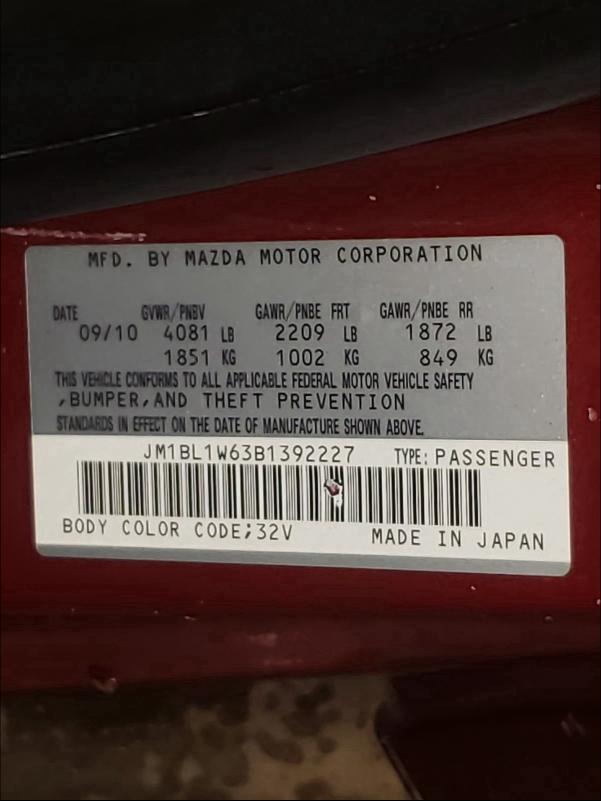 MFD. BY MAZDA MOTOR CORPORATION
DATE GVWR/PNBV GAWR/PNBE FRT GAWR/PNBE RR
09/10 4081 LB 2209 LB 1872 LB
1851 KG 1002 KG 849 KG
THIS VEHICLE CONFORMS TO ALL APPLICABLE FEDERAL MOTOR VEHICLE SAFETY
,BUMPER,AND THEFT PREVENTION
STANDARDS IN EFFECT ON THE DATE OF MANUFACTURE SHOWN ABOVE.
JM1BL1W63B1392227 TYPE: PASSENGER
BODY COLOR CODE;32V MADE IN JAPAN